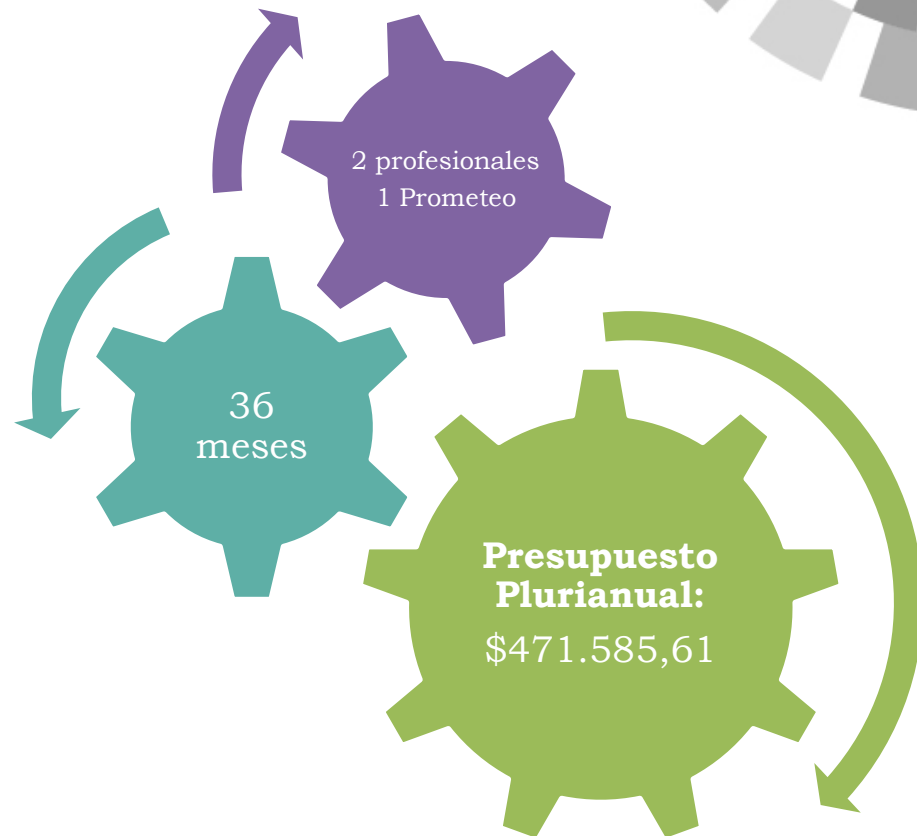 2 profesionales
1 Prometeo
36
meses
Presupuesto
Plurianual:
$471.585,61